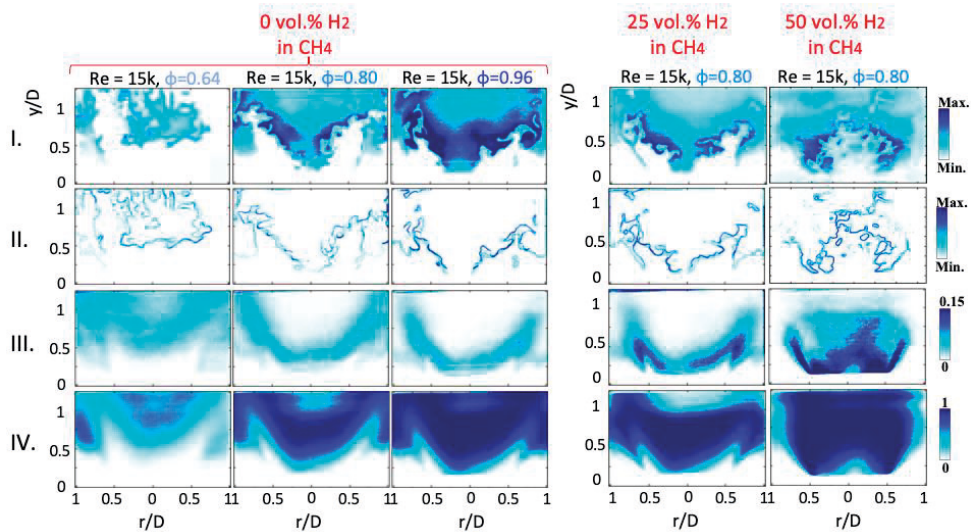 0 vol.% H2
in CH4
25 vol.% H2
in CH4
50 vol.% H2
in CH4
Re = 15k, ϕ=0.64
Re = 15k, ϕ=0.80
Re = 15k, ϕ=0.96
Re = 15k, ϕ=0.80
Re = 15k, ϕ=0.80
y/D
I.
1
0.5
0
Max.
Min.
II.
1
0.5
0
Max.
Min.
III.
1
0.5
0
0.15
0
IV.
1
0.5
0
1
0
1 0.5 0 0.5 11 0.5 0 0.5 11 0.5 0 0.5 1
1 0.5 0 0.5 11 0.5 0 0.5 1
r/D r/D r/D r/D r/D